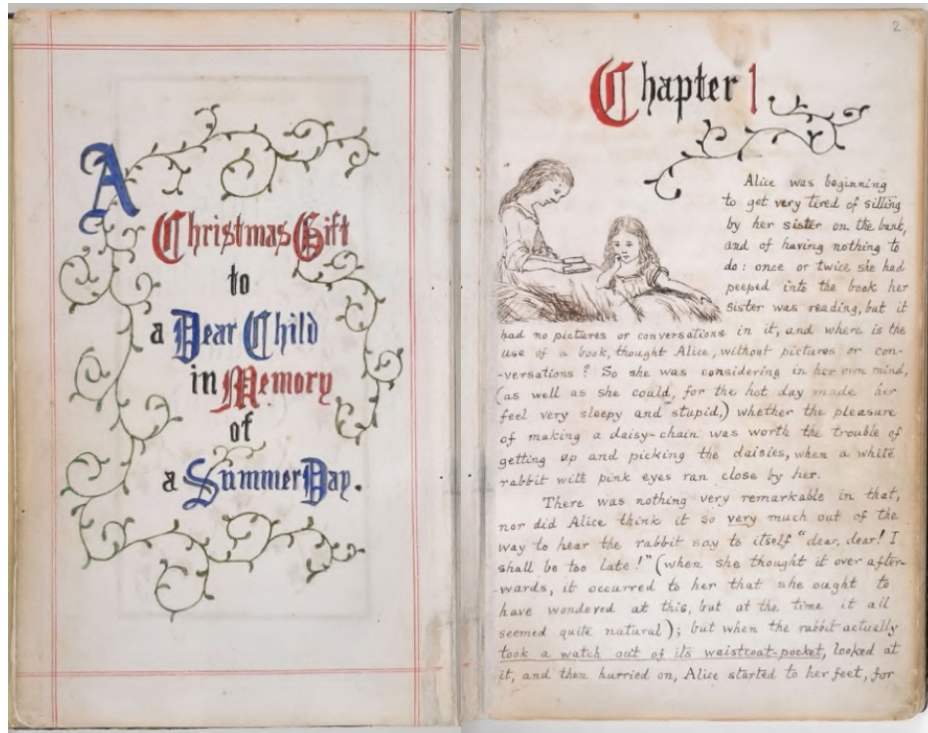 A
Christmas Gift
to
a Dear Child
in Memory
of
a Summer Day.
2
Chapter 1
Alice was beginning
to get very tired of sitting
by her sister on the bank,
and of having nothing to
do: once or twice she had
peeped into the book her
sister was reading, but it
had no pictures or conversations in it, and where is the
use of a book, thought Alice, without pictures or con-
-versations? So she was considering in her own mind,
(as well as she could, for the hot day made her
feel very sleepy and stupid,) whether the pleasure
of making a daisy-chain was worth the trouble of
getting up and picking the daisies, when a white
rabbit with pink eyes ran close by her.
There was nothing very remarkable in that,
nor did Alice think it so very much out of the
way to hear the rabbit say to itself "dear, dear! I
shall be too late!" (when she thought it over after-
-wards, it occurred to her that she ought to
have wondered at this, but at the time it all
seemed quite natural); but when the rabbit actually
took a watch out of its waistcoat-pocket, looked at
it, and then hurried on, Alice started to her feet, for